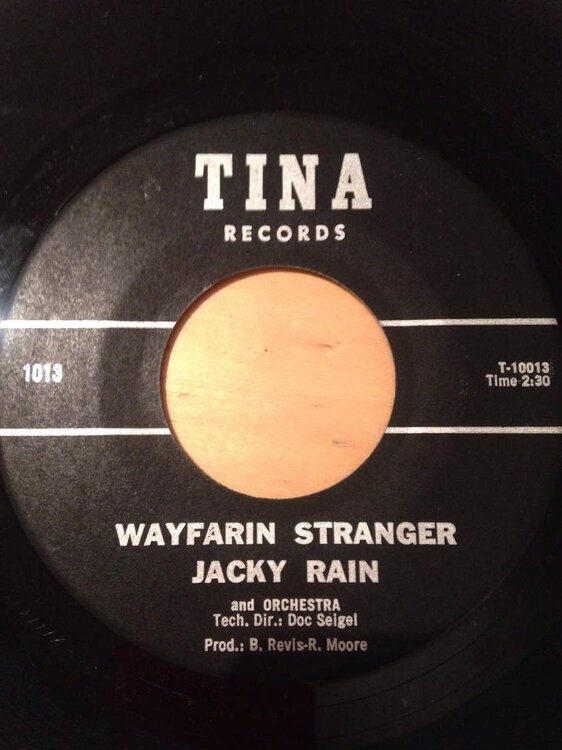 TINA
RECORDS
1013
T-10013
Time 2:30
WAYFARIN STRANGER
JACKY RAIN
and ORCHESTRA
Tech. Dir.: Doc Seigel
Prod.: B. Revis-R. Moore